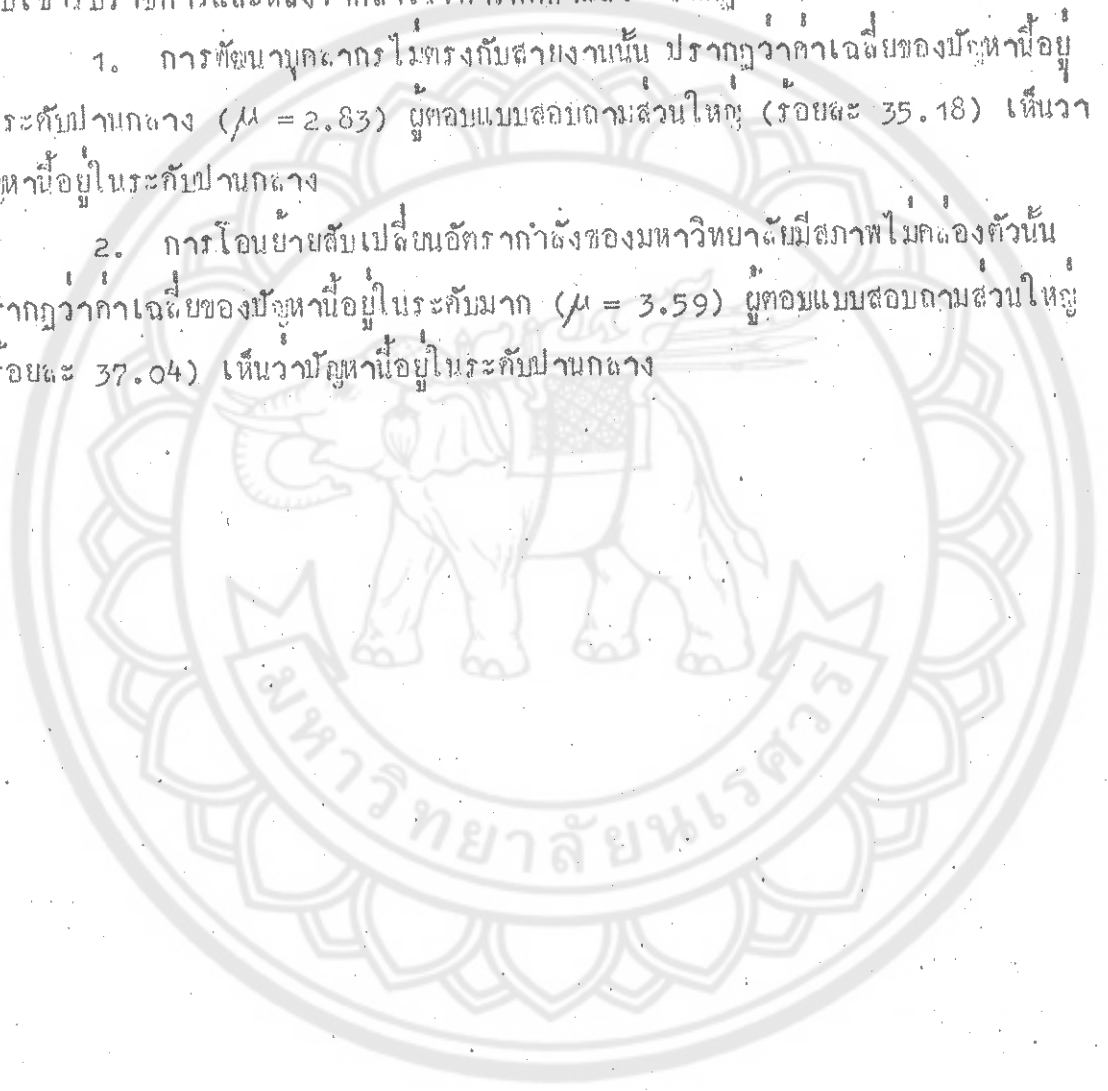 1. การพัฒนาบุคลากรไม่ตรงกับสายงานนั้น ปรากฏว่าค่าเฉลี่ยของปัญหานี้อยู่
ระดับปานกลาง (μ = 2.83) ผู้ตอบแบบสอบถามส่วนใหญ่ (ร้อยละ 35.18) เห็นว่า
หานี้อยู่ในระดับปานกลาง
2. การโอนย้ายสับเปลี่ยนอัตรากำลังของมหาวิทยาลัยมีสภาพไม่คล่องตัวนั้น
รากฏว่าค่าเฉลี่ยของปัญหานี้อยู่ในระดับมาก (μ = 3.59) ผู้ตอบแบบสอบถามส่วนใหญ่
ร้อยละ 37.04) เห็นว่าปัญหานี้อยู่ในระดับปานกลาง
มหาวิทยาลัยนเรศวร